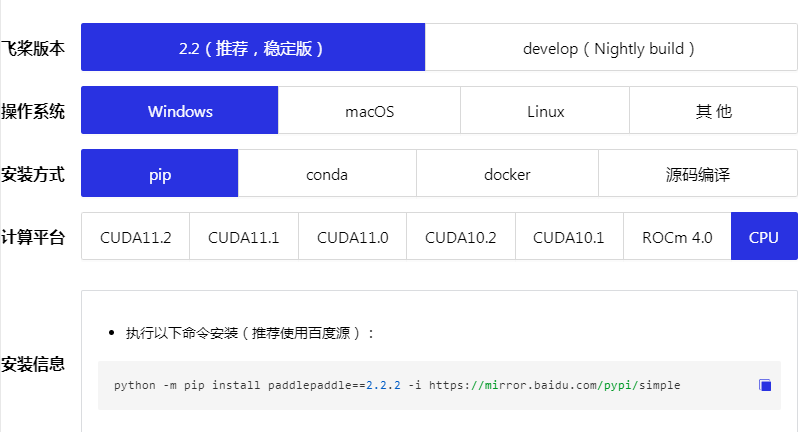 飞桨版本 2.2（推荐，稳定版） develop（Nightly build）
操作系统 Windows macOS Linux 其 他
安装方式 pip conda docker 源码编译
计算平台 CUDA11.2 CUDA11.1 CUDA11.0 CUDA10.2 CUDA10.1 ROCm 4.0 CPU
执行以下命令安装（推荐使用百度源）：
安装信息
python -m pip install paddlepaddle==2.2.2 -i https://mirror.baidu.com/pypi/simple